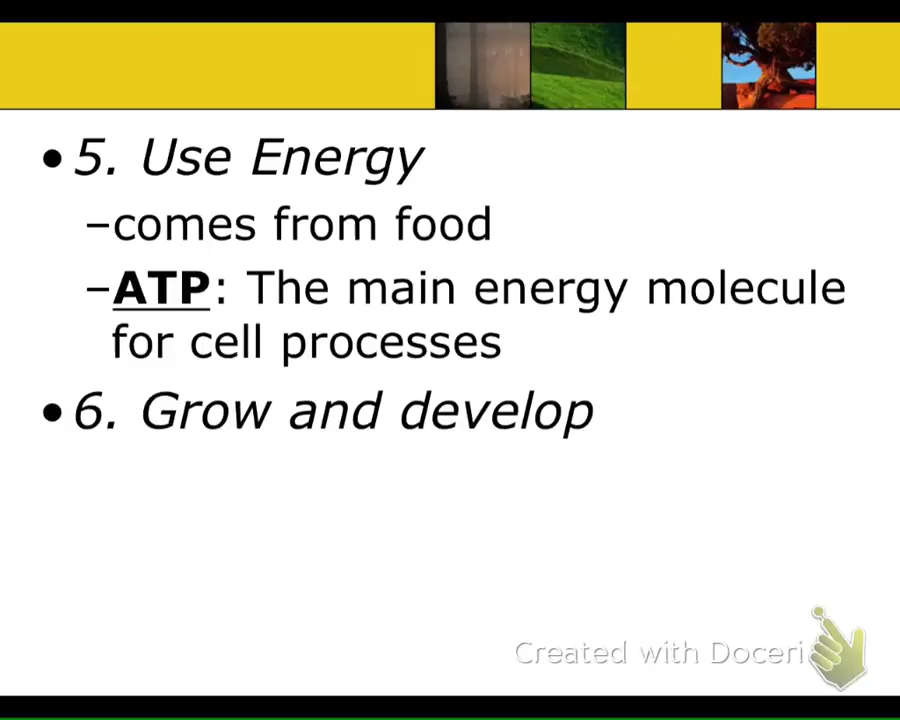 • 5. Use Energy
–comes from food
–ATP: The main energy molecule
for cell processes
• 6. Grow and develop
Created with Doceri